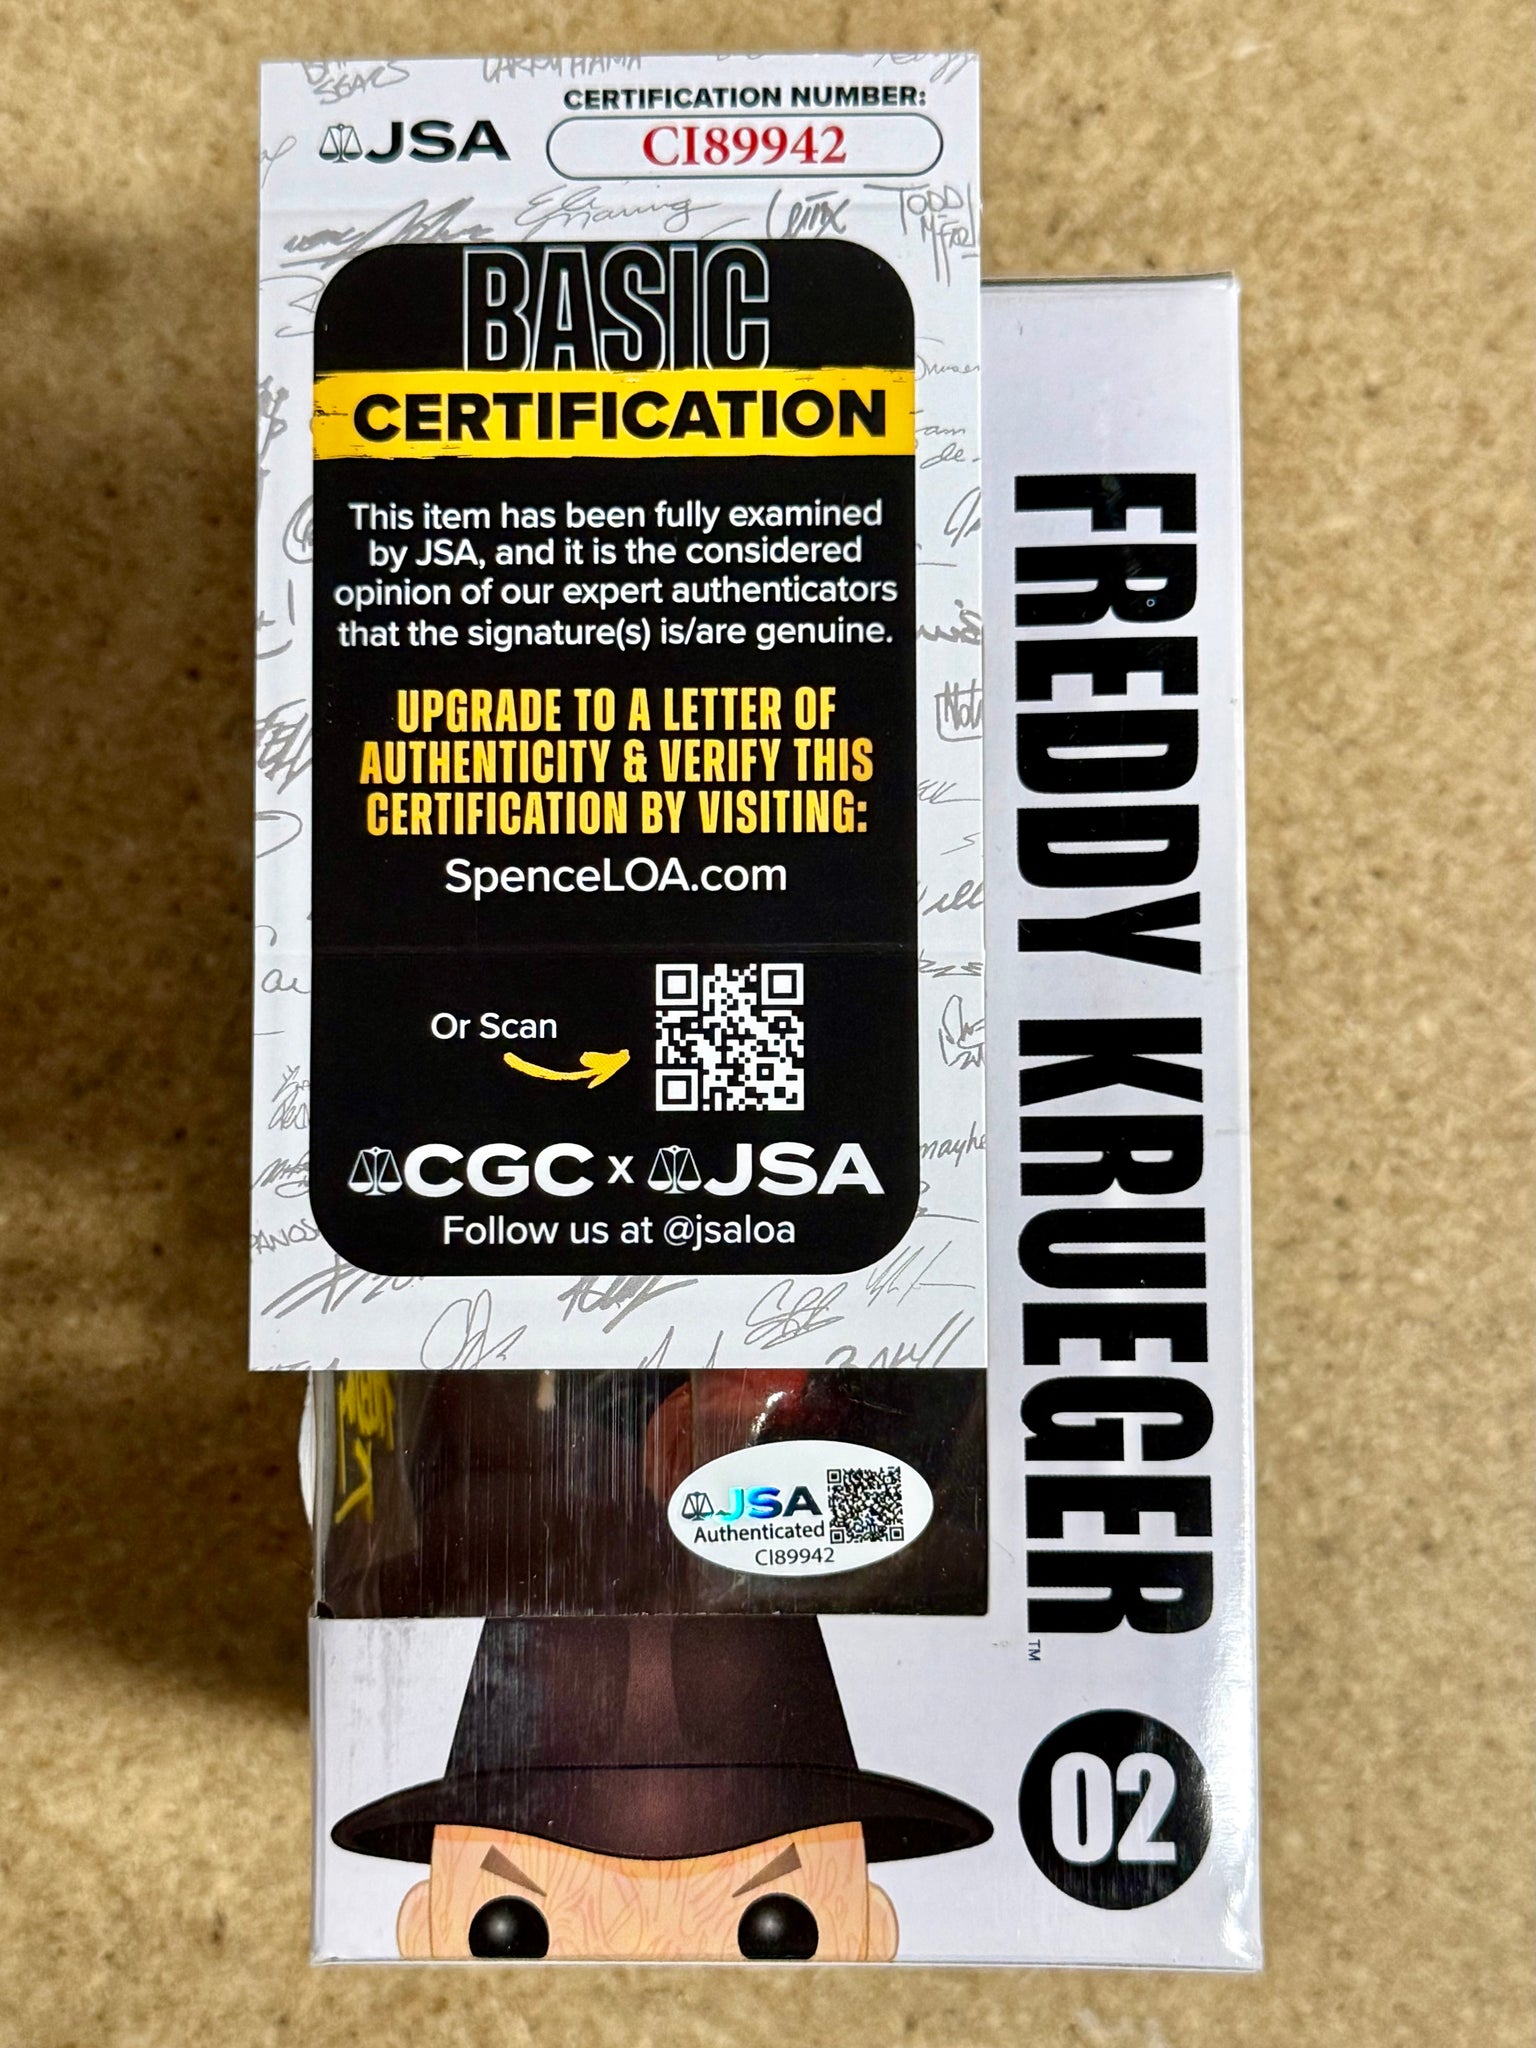 CERTIFICATION NUMBER:
JSA
CI89942
BASIC
CERTIFICATION
This item has been fully examined
by JSA, and it is the considered
opinion of our expert authenticators
that the signature(s) is/are genuine.
UPGRADE TO A LETTER OF
AUTHENTICITY & VERIFY THIS
CERTIFICATION BY VISITING:
SpenceLOA.com
Or Scan
CGC x JSA
Follow us at @jsaloa
JSA
Authenticated
CI89942
FREDDY KRUEGER™
02